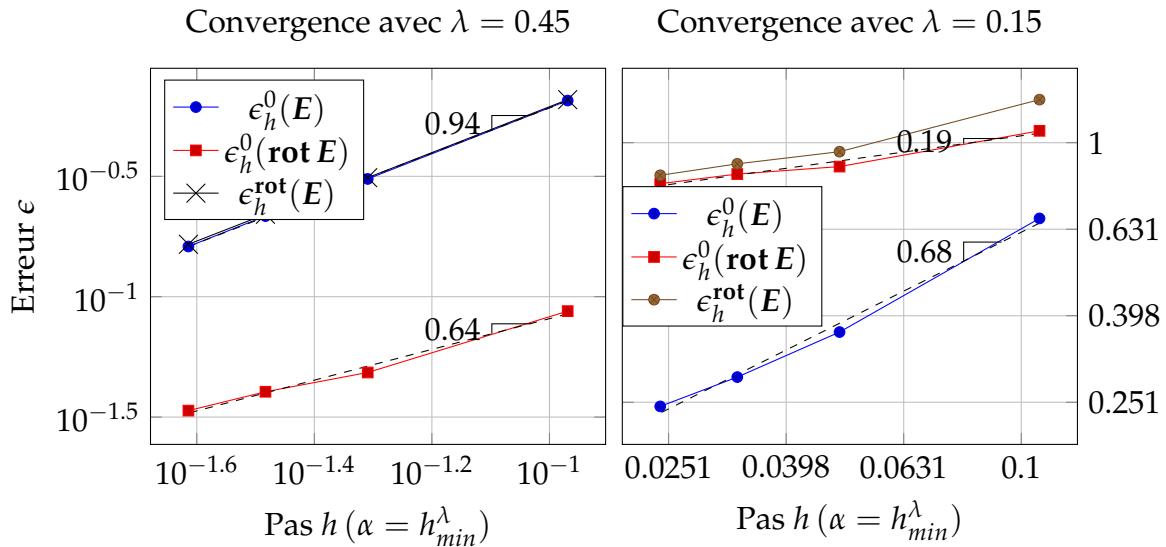 Convergence avec λ = 0.45
Convergence avec λ = 0.15
ϵ_h^0(E)
ϵ_h^0(rot E)
ϵ_h^rot(E)
0.94
0.64
10^−0.5
10^−1
10^−1.5
Erreur ϵ
10^−1.6
10^−1.4
10^−1.2
10^−1
Pas h (α = h_min^λ)
0.19
0.68
ϵ_h^0(E)
ϵ_h^0(rot E)
ϵ_h^rot(E)
1
0.631
0.398
0.251
0.0251
0.0398
0.0631
0.1
Pas h (α = h_min^λ)